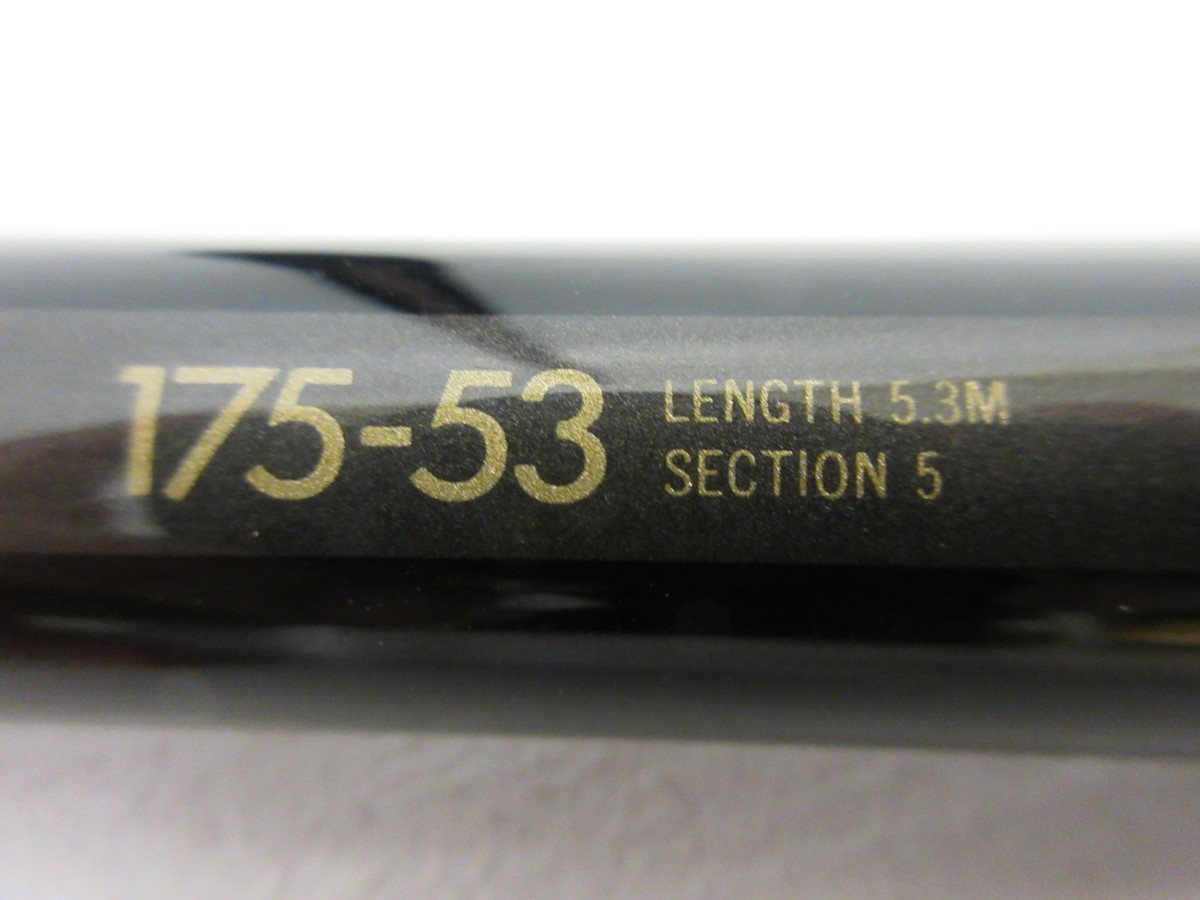 175-53
LENGTH 5.3M
SECTION 5